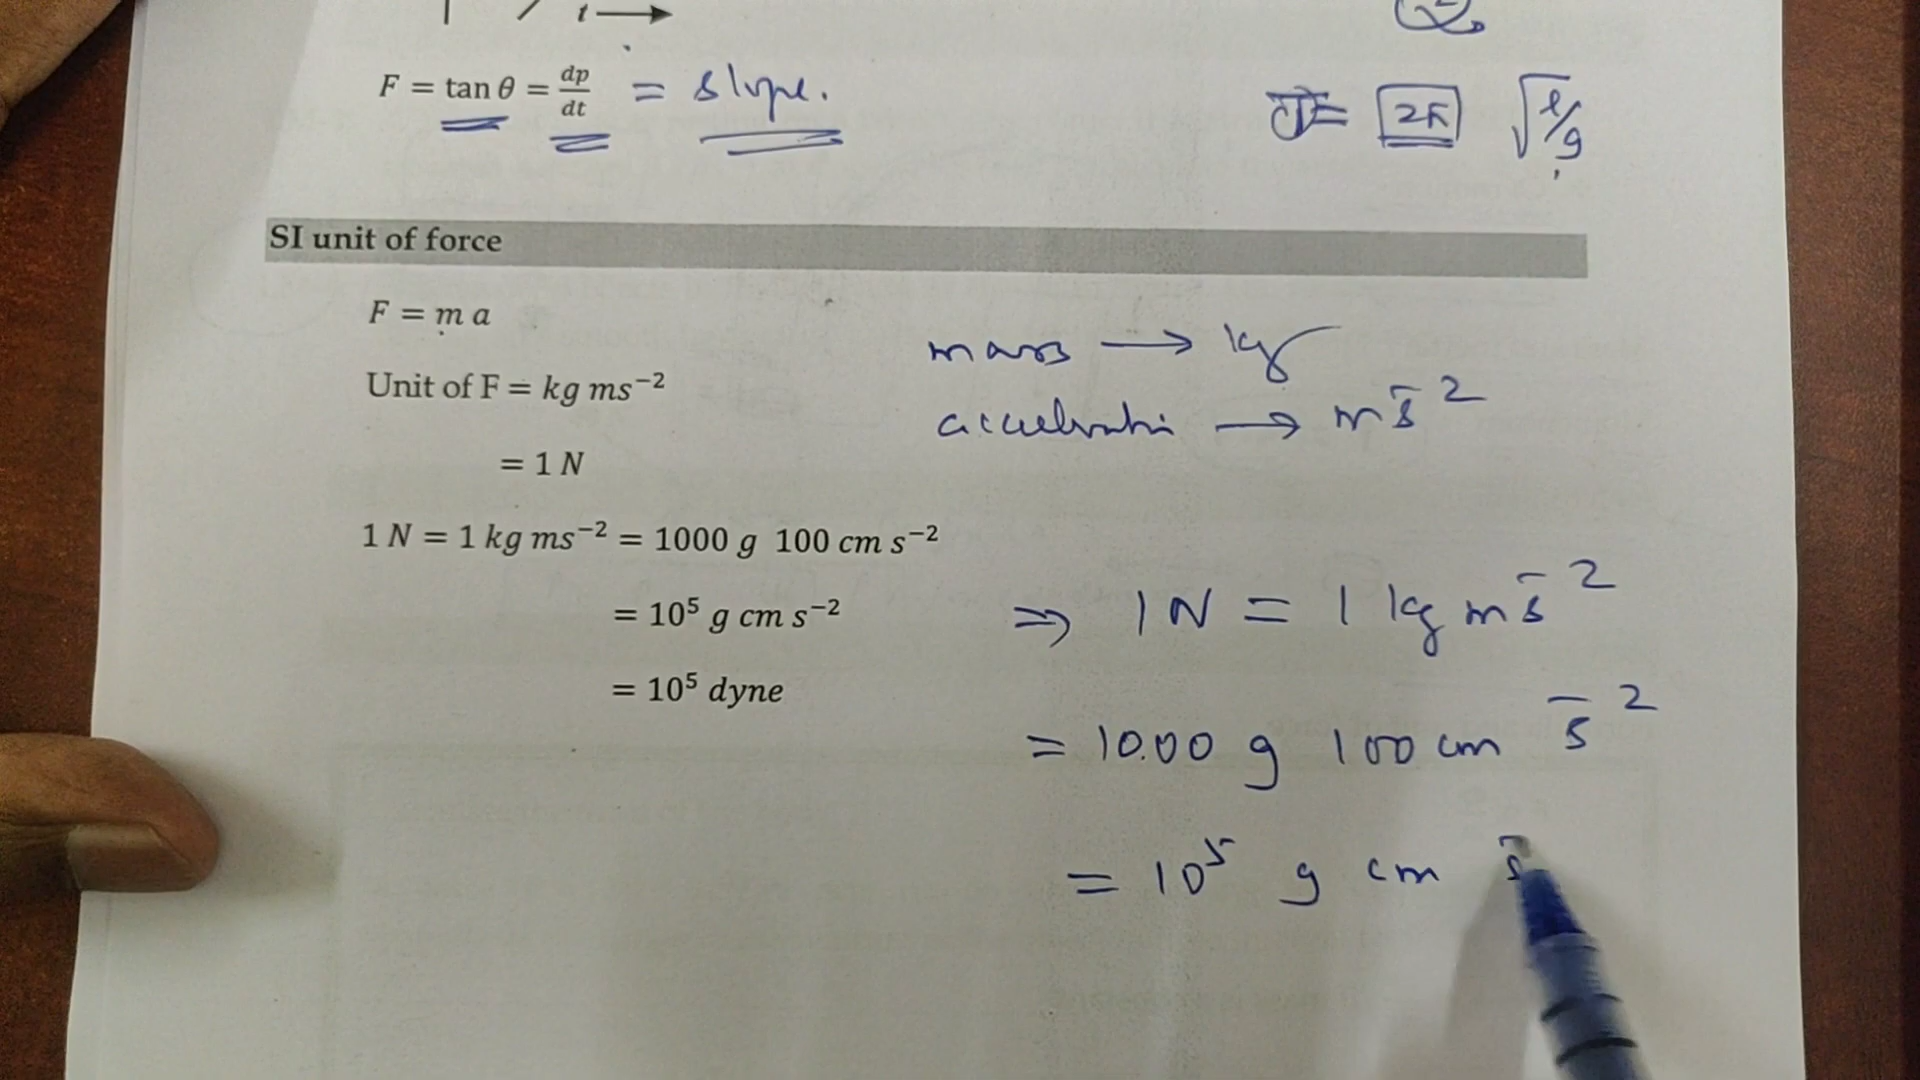 t
F = tan θ = dp/dt = slope.
T = 2π √l/g
SI unit of force
F = m a
mass → kg
Unit of F = kg ms⁻²
acceleration → m s⁻²
= 1 N
1 N = 1 kg ms⁻² = 1000 g 100 cm s⁻²
= 10⁵ g cm s⁻²
⇒ 1 N = 1 kg m s⁻²
= 10⁵ dyne
= 1000 g 100 cm s⁻²
= 10⁵ g cm s⁻